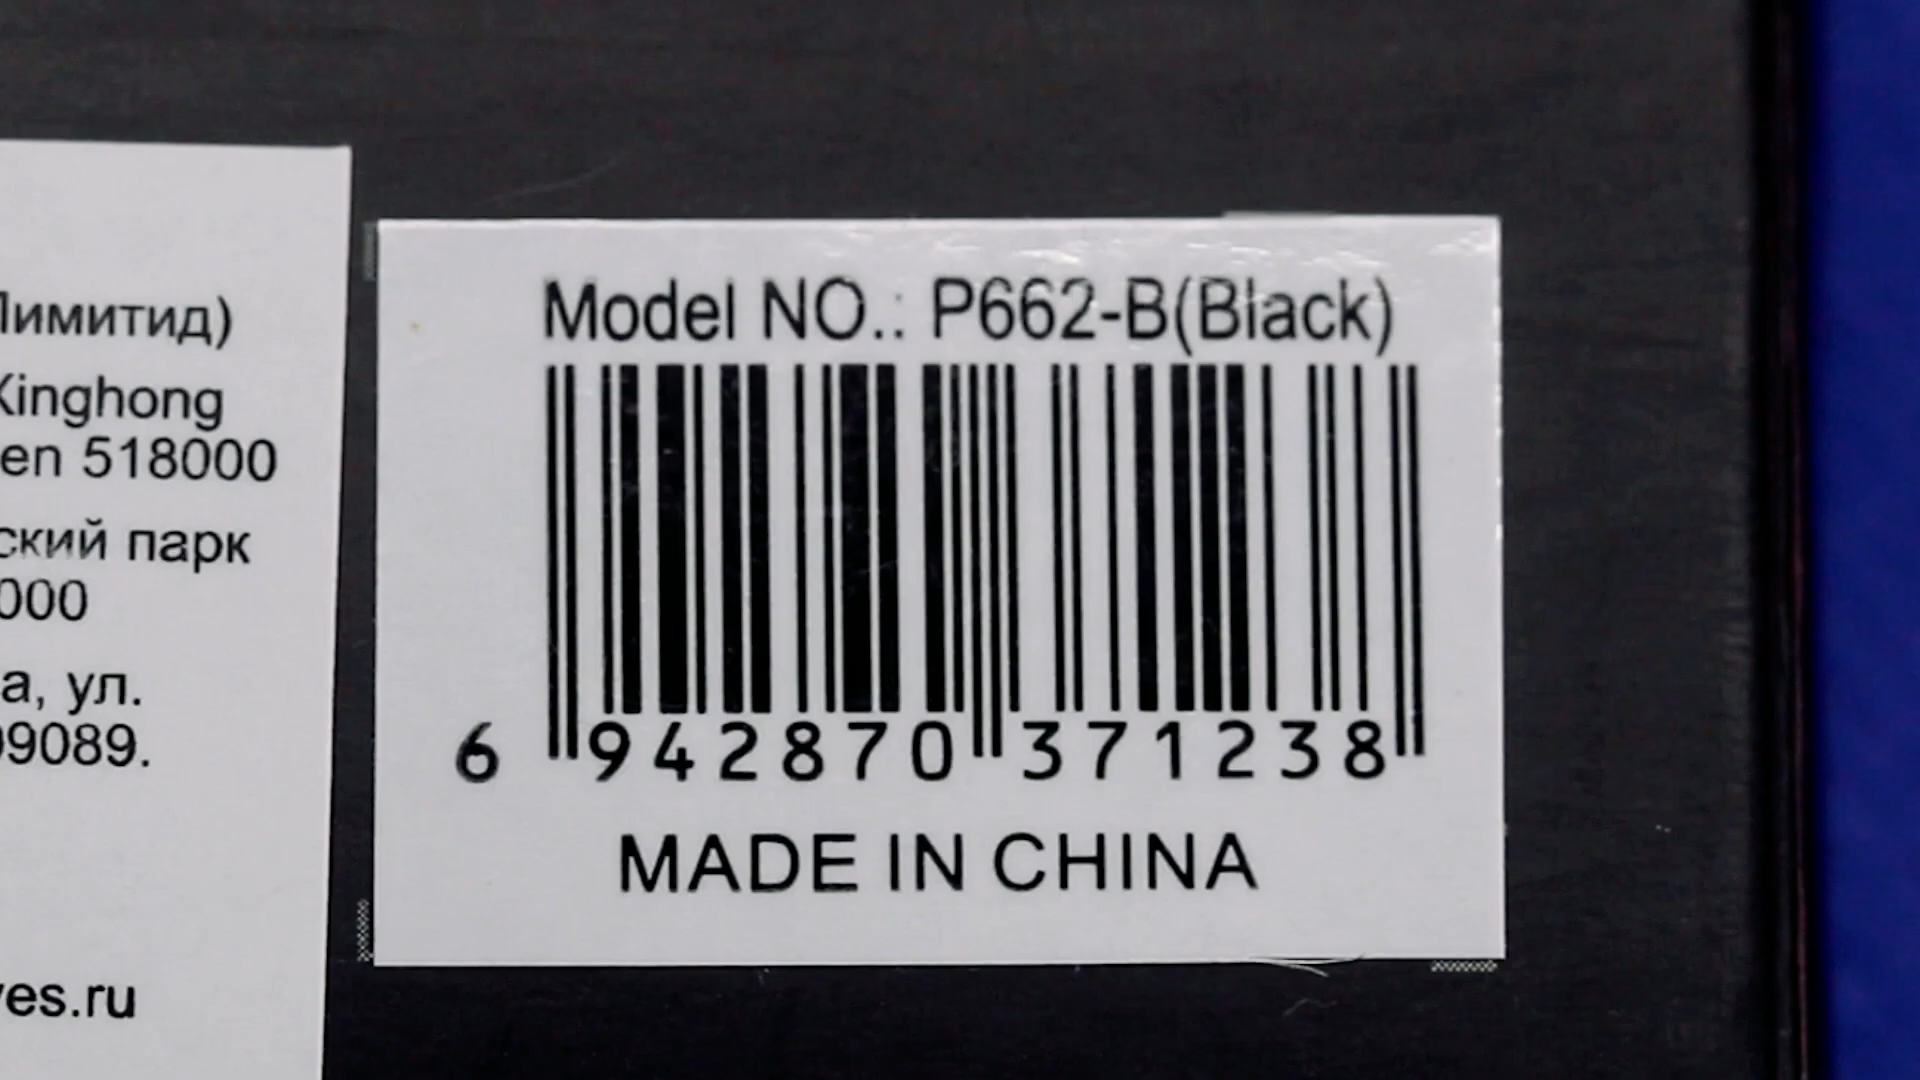 Лимитид)
Xinghong
en 518000
ский парк
000
а, ул.
09089.
yes.ru
Model NO.: P662-B(Black)
6 942870 371238
MADE IN CHINA